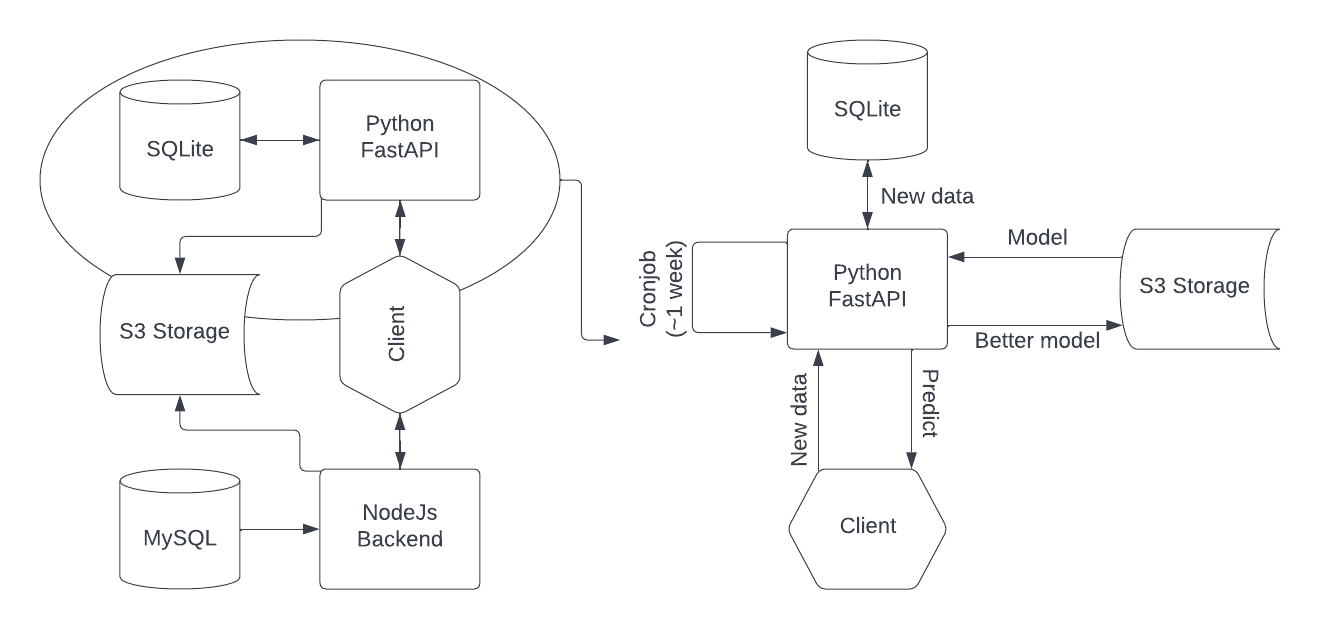 SQLite
Python
FastAPI
S3 Storage
Client
MySQL
NodeJs
Backend
SQLite
New data
Cronjob
(~1 week)
Python
FastAPI
Model
S3 Storage
Better model
New data
Predict
Client